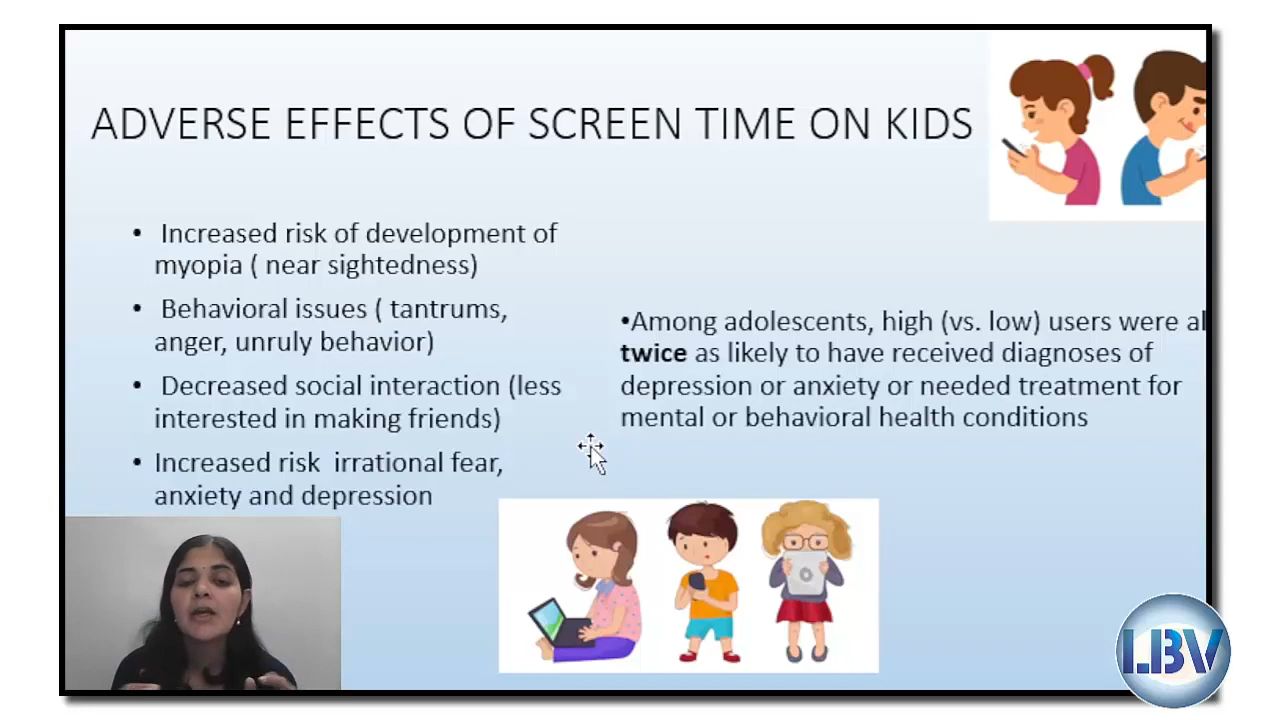 ADVERSE EFFECTS OF SCREEN TIME ON KIDS
• Increased risk of development of
myopia ( near sightedness)
• Behavioral issues ( tantrums,
anger, unruly behavior)
• Decreased social interaction (less
interested in making friends)
• Increased risk irrational fear,
anxiety and depression
•Among adolescents, high (vs. low) users were
twice as likely to have received diagnoses of
depression or anxiety or needed treatment for
mental or behavioral health conditions
LBV